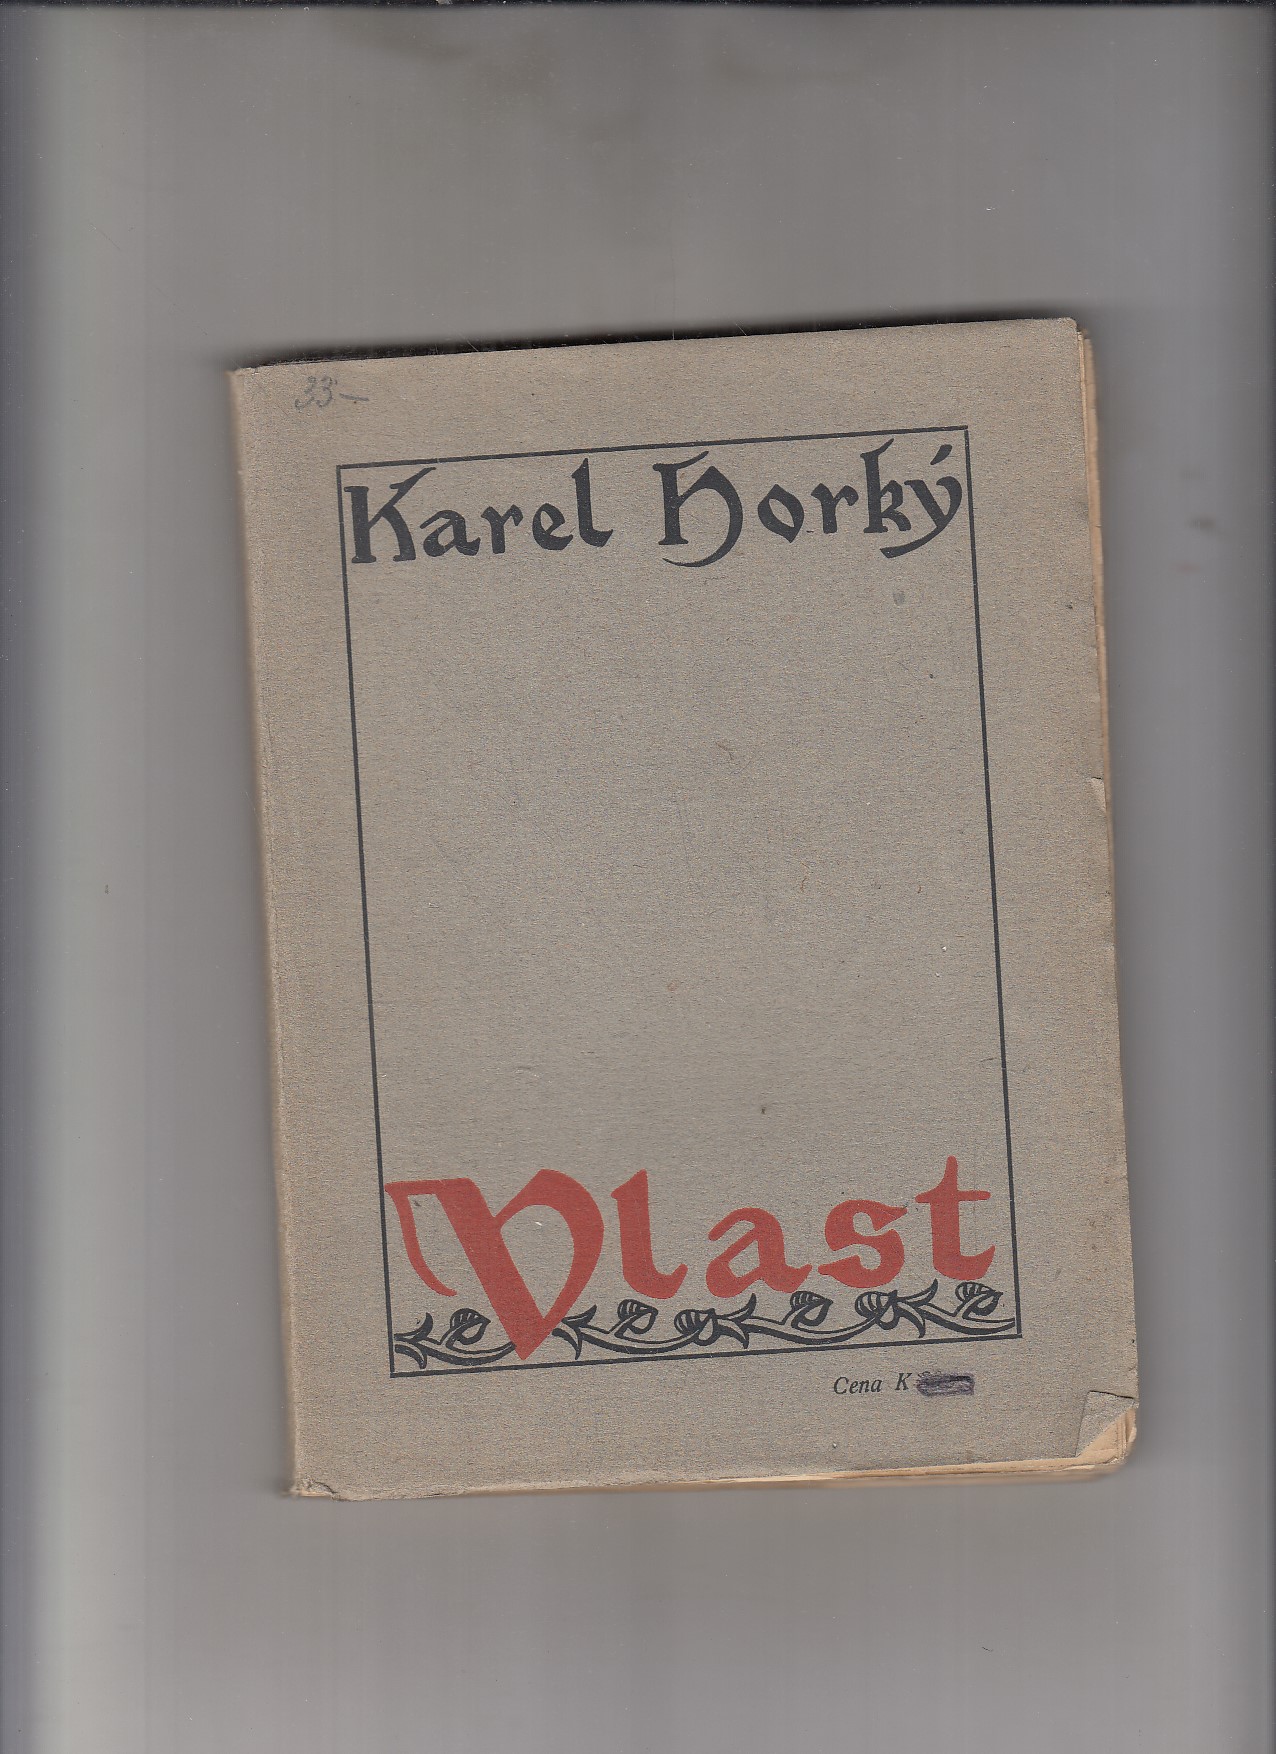 33-
Karel Horký
Vlast
Cena K